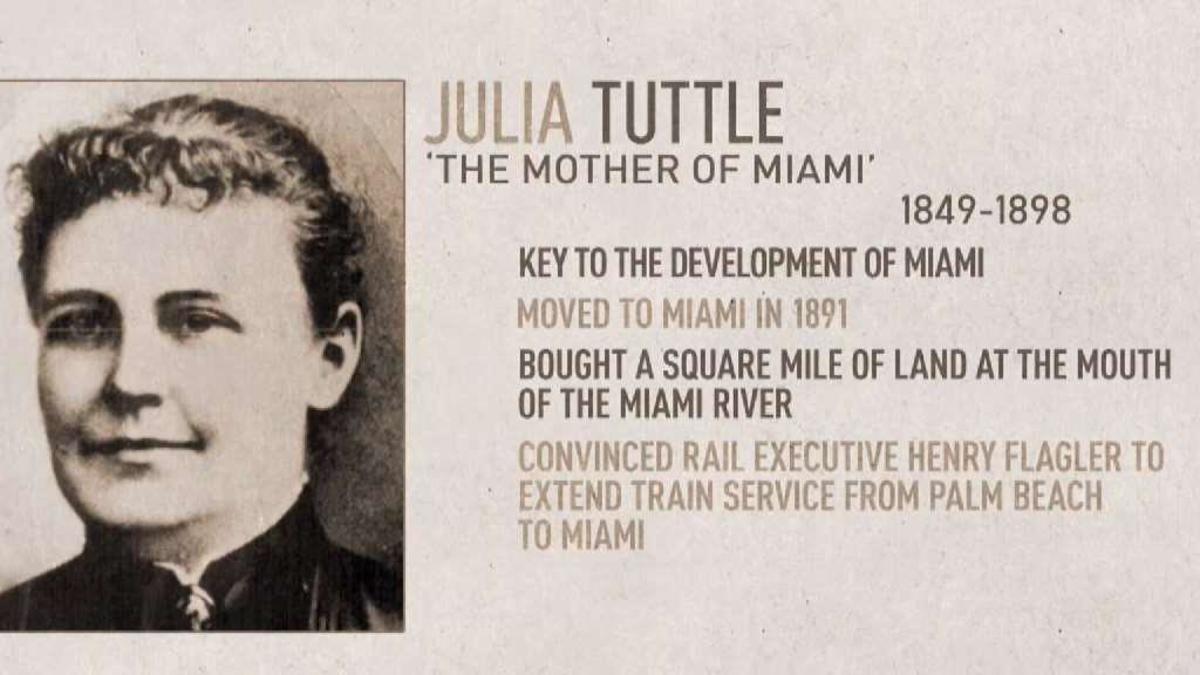 JULIA TUTTLE
‘THE MOTHER OF MIAMI’
1849-1898
KEY TO THE DEVELOPMENT OF MIAMI
MOVED TO MIAMI IN 1891
BOUGHT A SQUARE MILE OF LAND AT THE MOUTH
OF THE MIAMI RIVER
CONVINCED RAIL EXECUTIVE HENRY FLAGLER TO
EXTEND TRAIN SERVICE FROM PALM BEACH
TO MIAMI